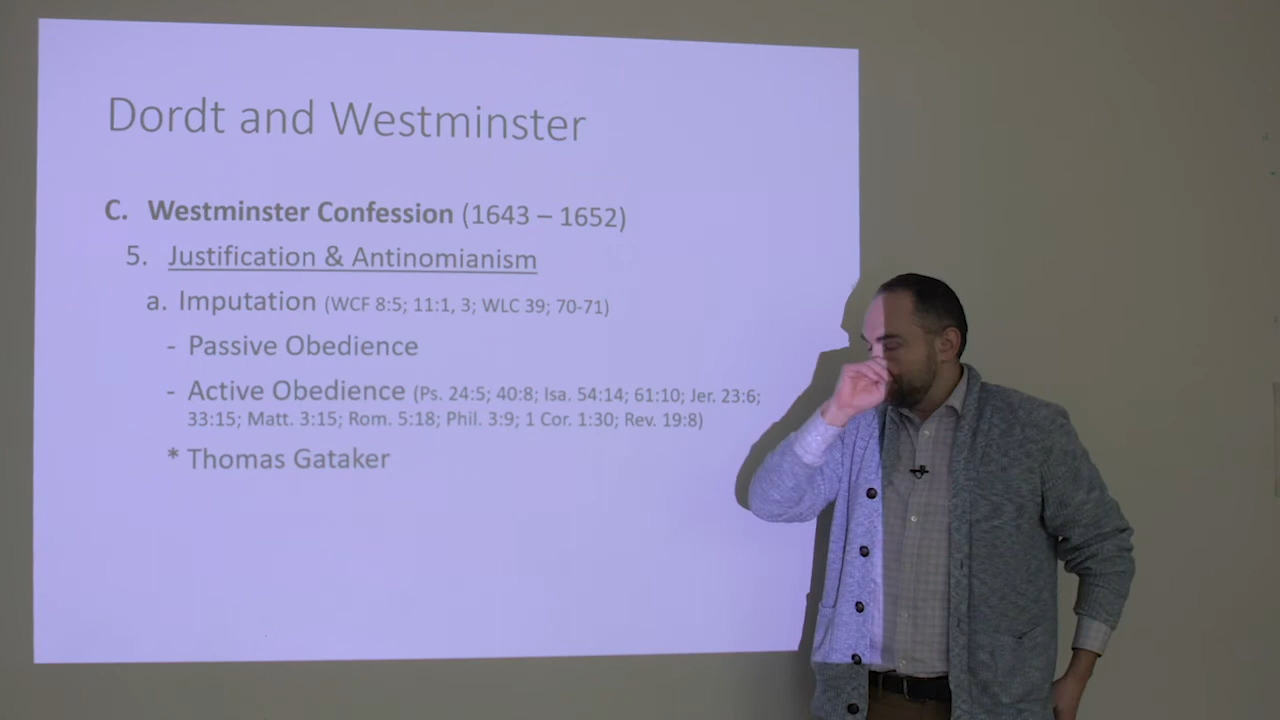 Dordt and Westminster
C. Westminster Confession (1643 – 1652)
5. Justification & Antinomianism
a. Imputation (WCF 8:5; 11:1, 3; WLC 39; 70-71)
- Passive Obedience
- Active Obedience (Ps. 24:5; 40:8; Isa. 54:14; 61:10; Jer. 23:6;
33:15; Matt. 3:15; Rom. 5:18; Phil. 3:9; 1 Cor. 1:30; Rev. 19:8)
* Thomas Gataker